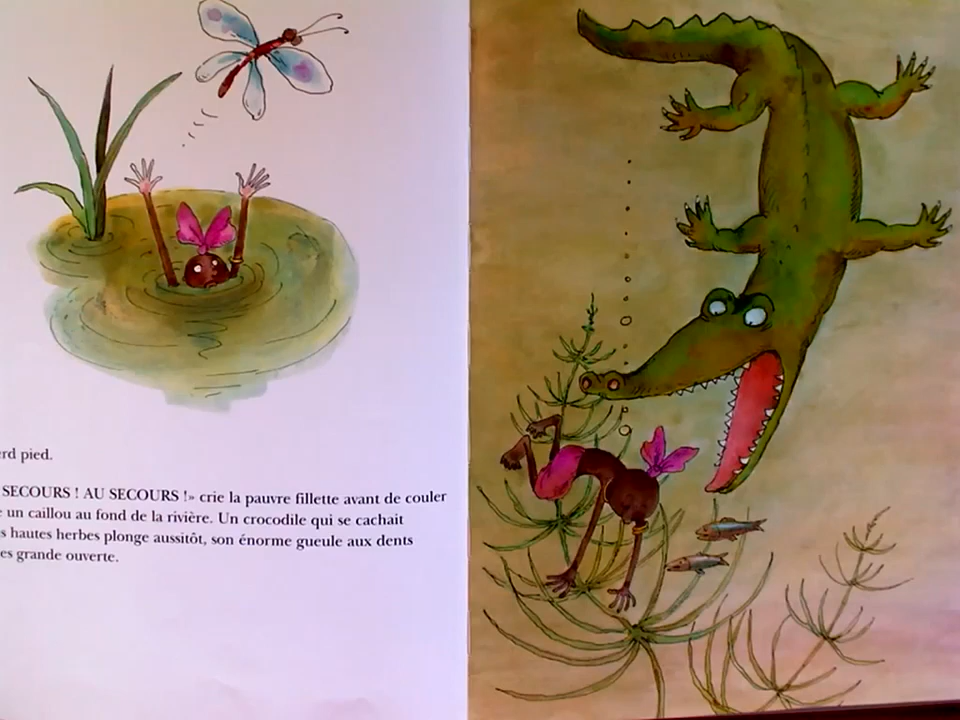 rd pied.
SECOURS ! AU SECOURS !» crie la pauvre fillette avant de couler
un caillou au fond de la rivière. Un crocodile qui se cachait
s hautes herbes plonge aussitôt, son énorme gueule aux dents
es grande ouverte.